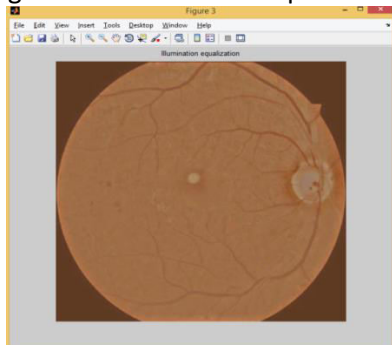 Figure 3
File Edit View Insert Tools Desktop Window Help
Illumination equalization